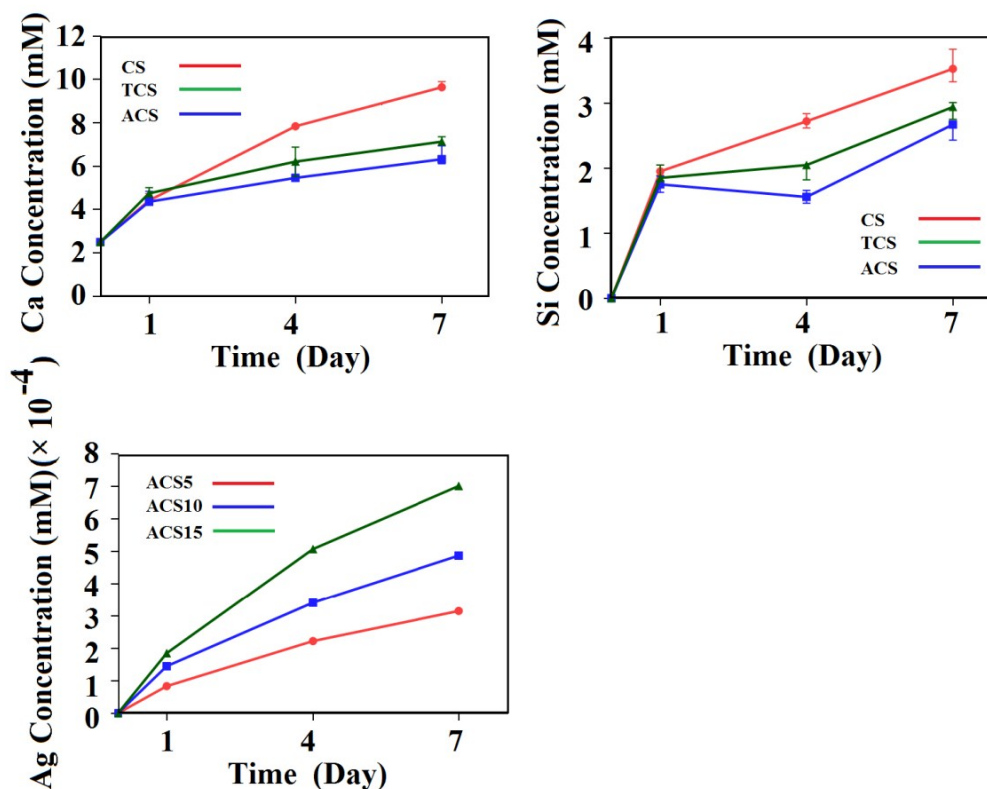 Ca Concentration (mM)
12
10
8
6
4
2
0
CS
TCS
ACS
1 4 7
Time (Day)
Si Concentration (mM)
4
3
2
1
0
CS
TCS
ACS
1 4 7
Time (Day)
Ag Concentration (mM)(× 10 -4)
8
7
6
5
4
3
2
1
0
ACS5
ACS10
ACS15
1 4 7
Time (Day)